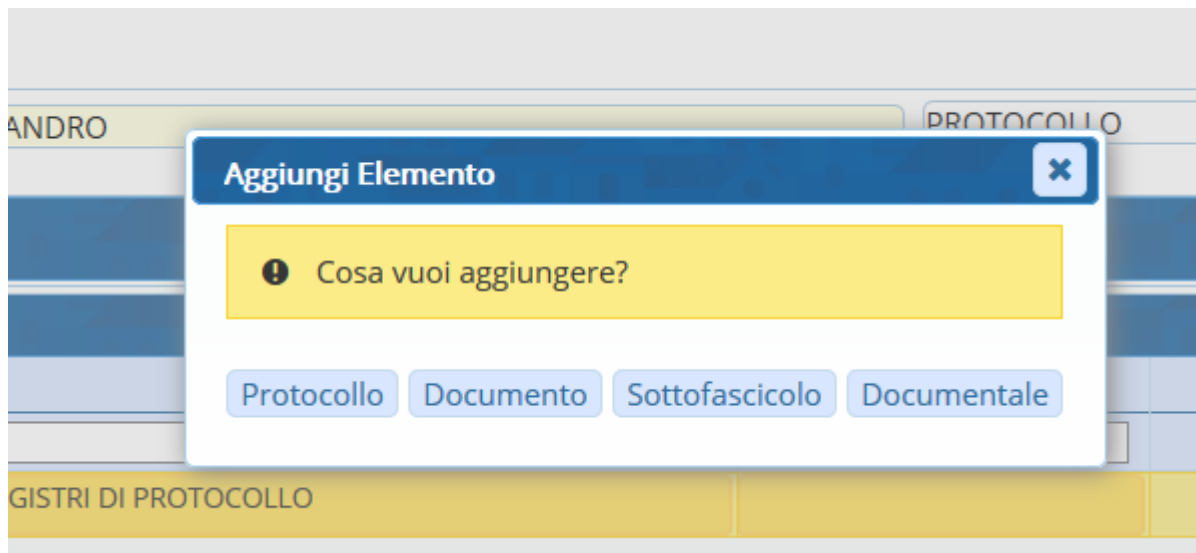 ANDRO
PROTOCOLLO
Aggiungi Elemento
Cosa vuoi aggiungere?
Protocollo Documento Sottofascicolo Documentale
GISTRI DI PROTOCOLLO